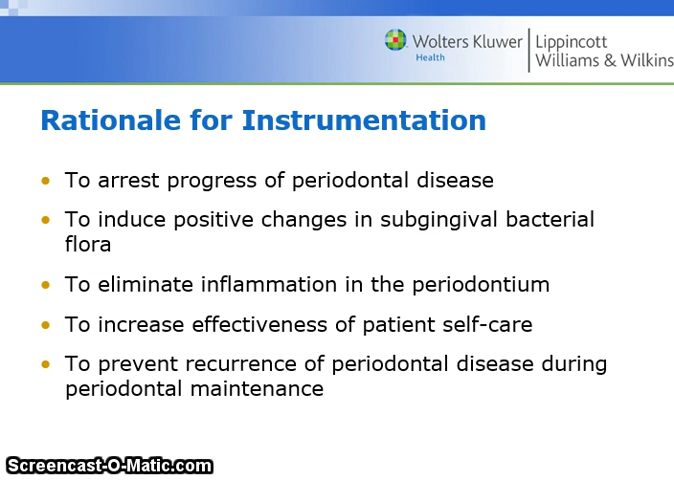 Wolters Kluwer
Health
Lippincott
Williams & Wilkins
Rationale for Instrumentation
• To arrest progress of periodontal disease
• To induce positive changes in subgingival bacterial
flora
• To eliminate inflammation in the periodontium
• To increase effectiveness of patient self-care
• To prevent recurrence of periodontal disease during
periodontal maintenance
Screencast-O-Matic.com